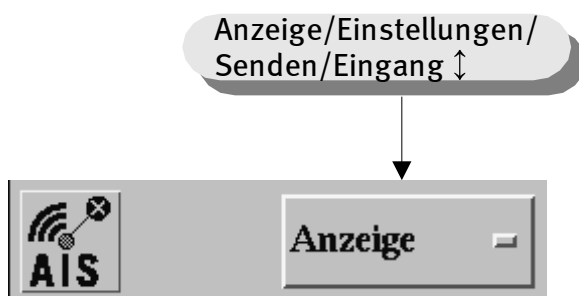 Anzeige/Einstellungen/
Senden/Eingang ↕
AIS
Anzeige